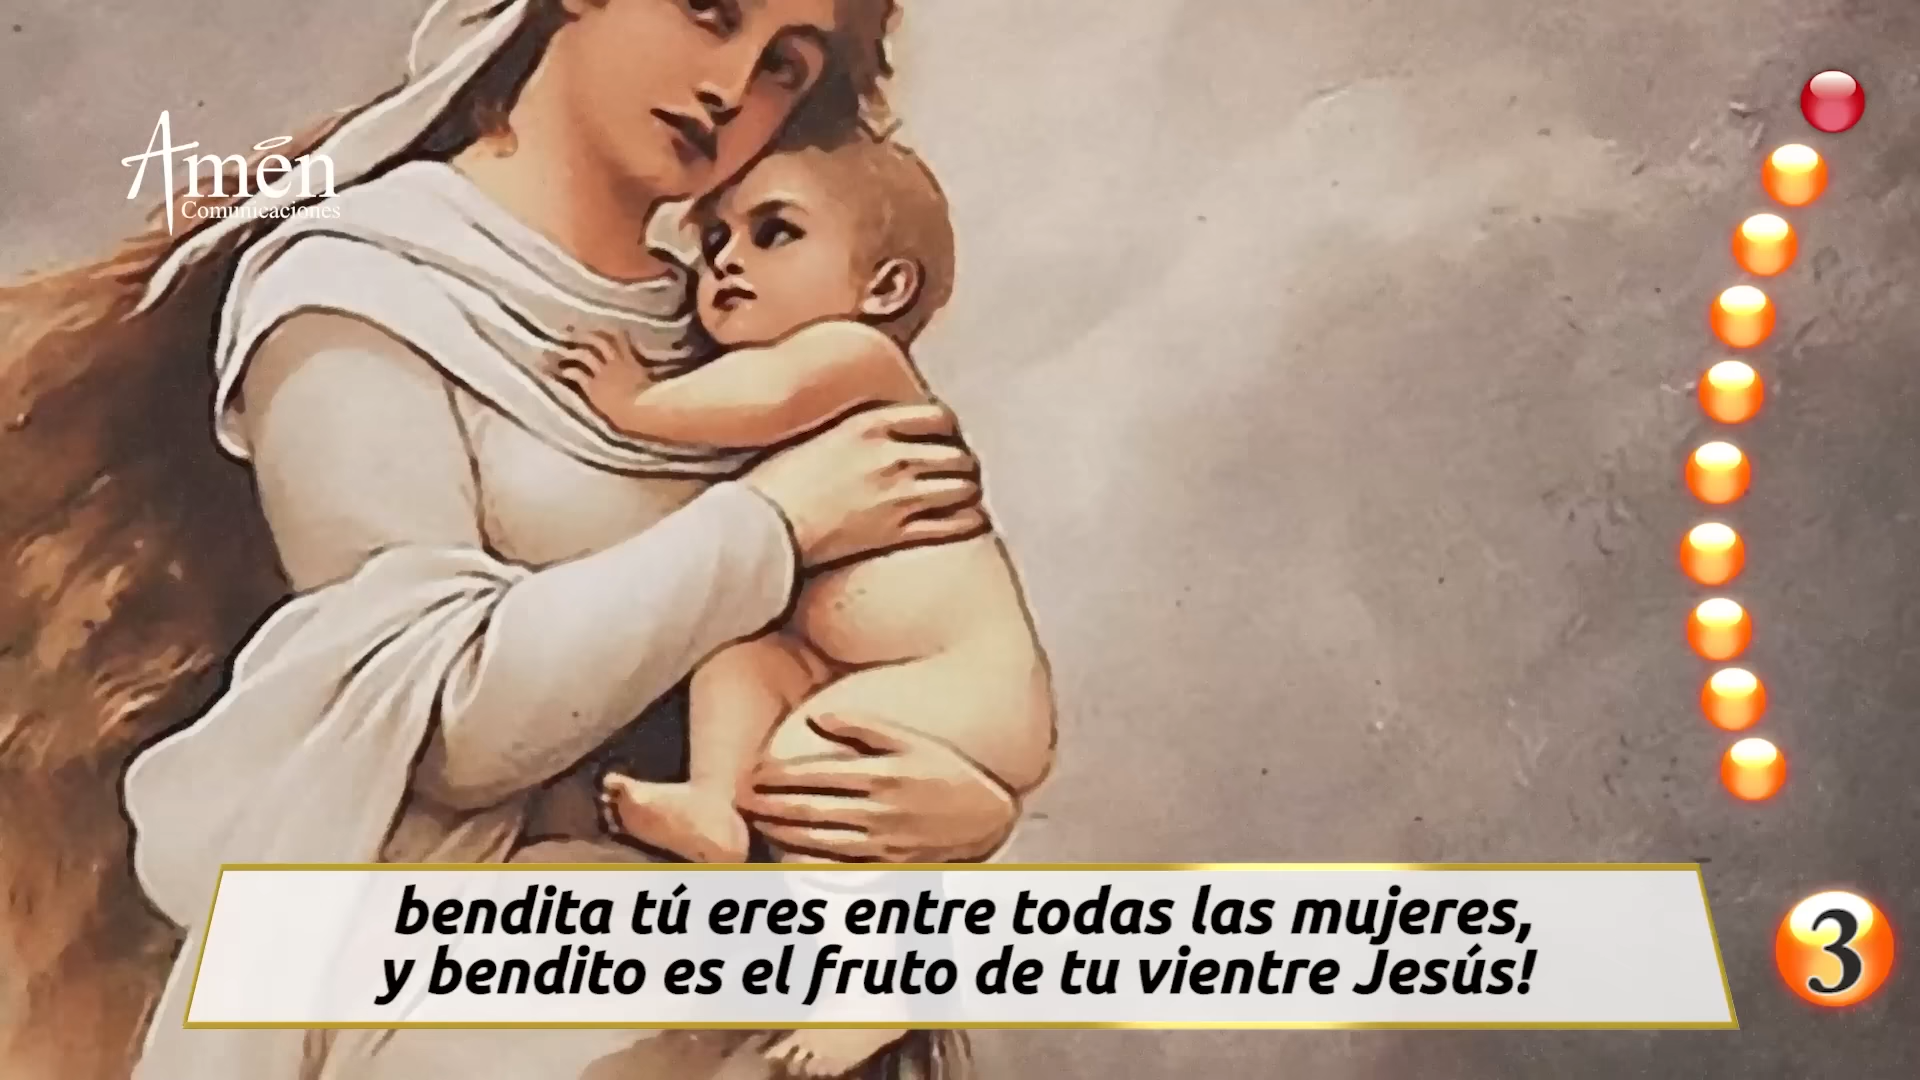 Amén
Comunicaciones
bendita tú eres entre todas las mujeres,
y bendito es el fruto de tu vientre Jesús!
3